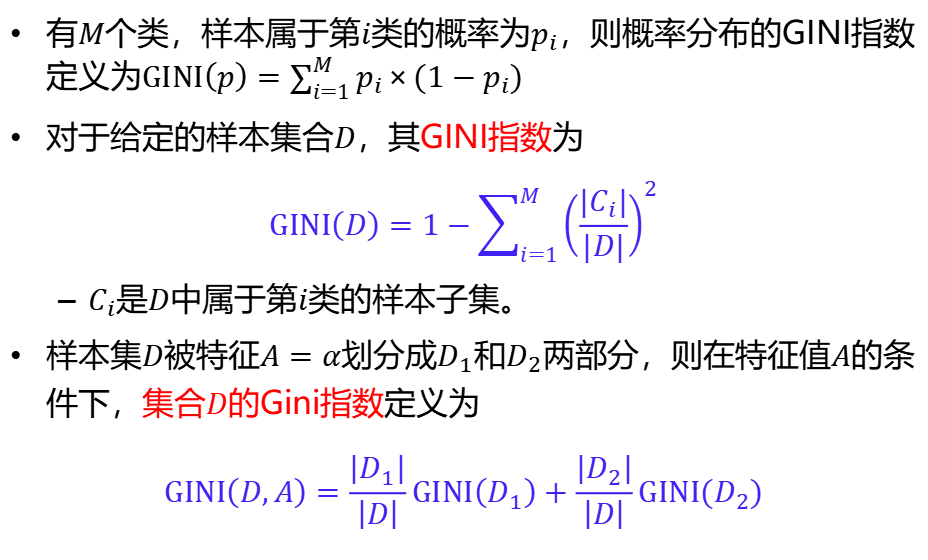 • 有𝑀个类，样本属于第𝑖类的概率为𝑝ᵢ，则概率分布的GINI指数
定义为GINI(𝑝) = ∑ᵢ₌₁ᴹ 𝑝ᵢ × (1 − 𝑝ᵢ)
• 对于给定的样本集合𝐷，其GINI指数为
GINI(𝐷) = 1 − ∑ᵢ₌₁ᴹ (|𝐶ᵢ|/|𝐷|)²
– 𝐶ᵢ是𝐷中属于第𝑖类的样本子集。
• 样本集𝐷被特征𝐴 = 𝛼划分成𝐷₁和𝐷₂两部分，则在特征值𝐴的条
件下，集合𝐷的Gini指数定义为
GINI(𝐷, 𝐴) = |𝐷₁|/|𝐷| GINI(𝐷₁) + |𝐷₂|/|𝐷| GINI(𝐷₂)